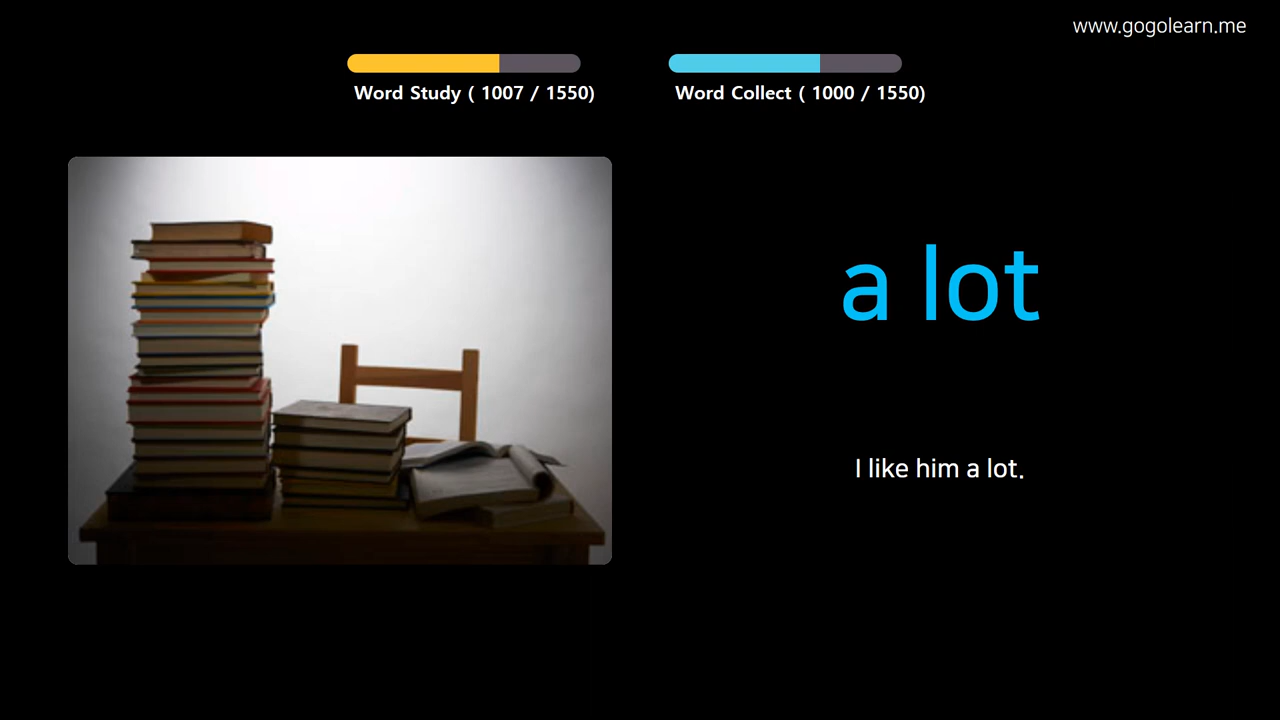 www.gogolearn.me
Word Study ( 1007 / 1550)
Word Collect ( 1000 / 1550)
a lot
I like him a lot.